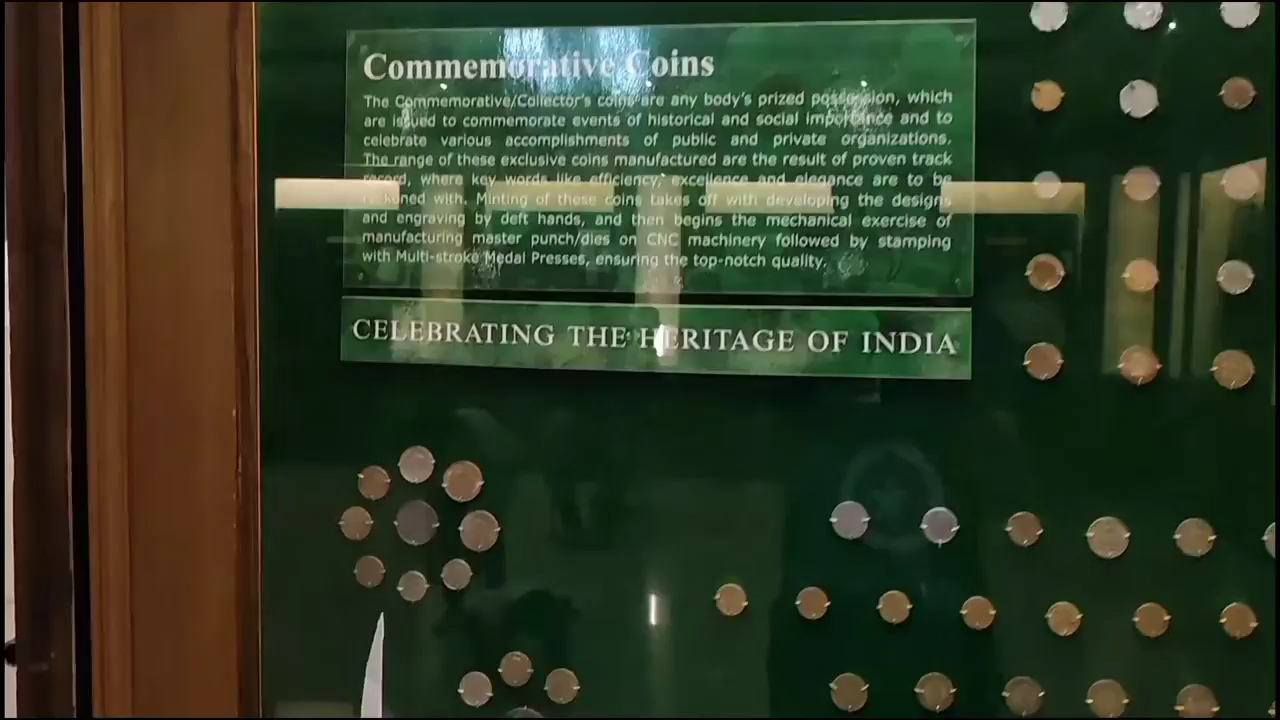 Commemorative Coins
The Commemorative/Collector's coins are any body's prized possession, which
are issued to commemorate events of historical and social importance and to
celebrate various accomplishments of public and private organizations.
The range of these exclusive coins manufactured are the result of proven track
record, where key words like efficiency, excellence and elegance are to be
reckoned with. Minting of these coins takes off with developing the designs
and engraving by deft hands, and then begins the mechanical exercise of
manufacturing master punch/dies on CNC machinery followed by stamping
with Multi-stroke Medal Presses, ensuring the top-notch quality.
CELEBRATING THE HERITAGE OF INDIA